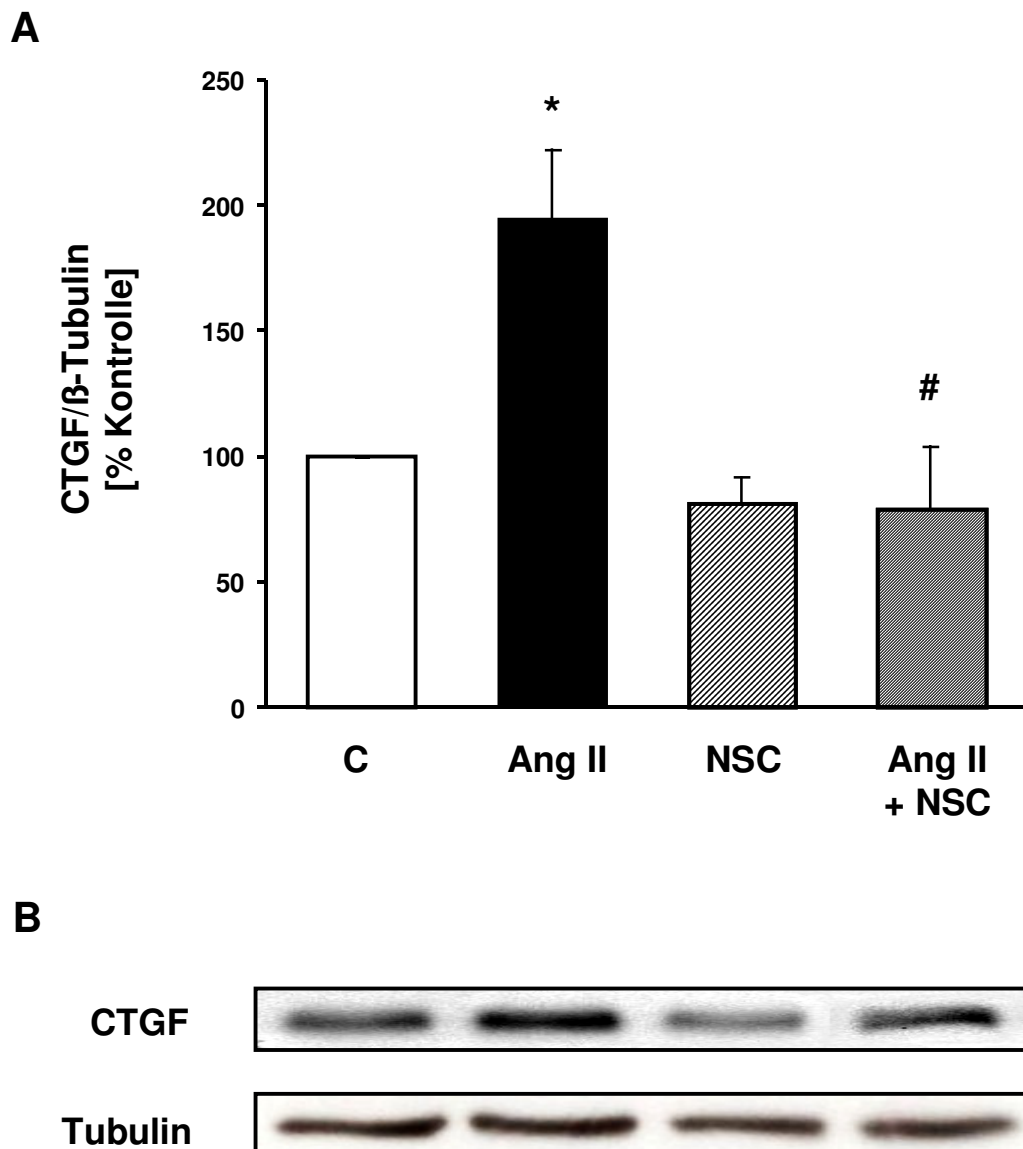 A
250
*
200
CTGF/ß-Tubulin
[% Kontrolle]
150
#
100
50
0
C
Ang II
NSC
Ang II
+ NSC
B
CTGF
Tubulin